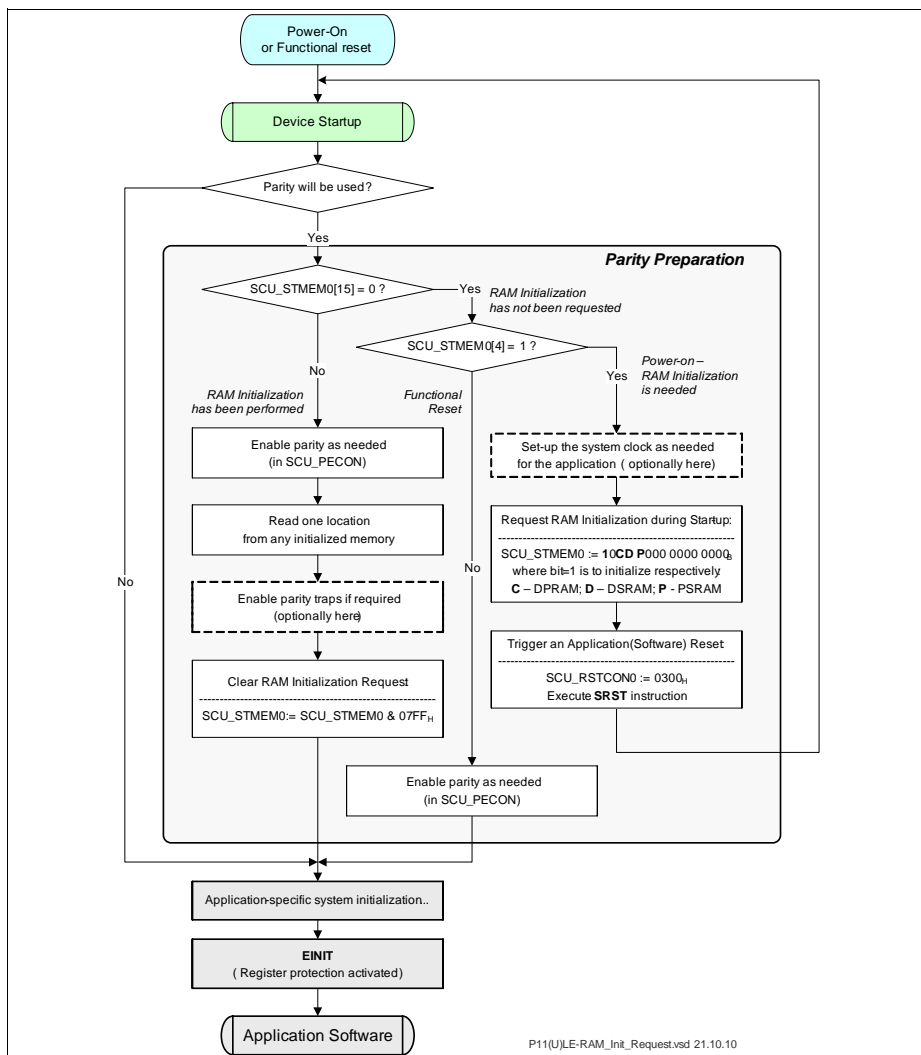 Power-On
or Functional reset
Device Startup
Parity will be used?
No
Yes
Parity Preparation
SCU_STMEM0[15] = 0 ?
Yes
RAM Initialization
has not been requested
SCU_STMEM0[4] = 1 ?
No
RAM Initialization
has been performed
Functional
Reset
Yes
Power-on –
RAM Initialization
is needed
Enable parity as needed
(in SCU_PECON)
Set-up the system clock as needed
for the application ( optionally here)
Read one location
from any initialized memory
Request RAM Initialization during Startup:
SCU_STMEM0 := 10CD P000 0000 0000B
where bit=1 is to initialize respectively:
C – DPRAM; D – DSRAM; P - PSRAM
No
Enable parity traps if required
(optionally here)
Trigger an Application(Software) Reset:
SCU_RSTCON0 := 0300H
Execute SRST instruction
Clear RAM Initialization Request
SCU_STMEM0:= SCU_STMEM0 & 07FFH
Enable parity as needed
(in SCU_PECON)
Application-specific system initialization..
EINIT
( Register protection activated)
Application Software
P11(U)LE-RAM_Init_Request.vsd 21.10.10